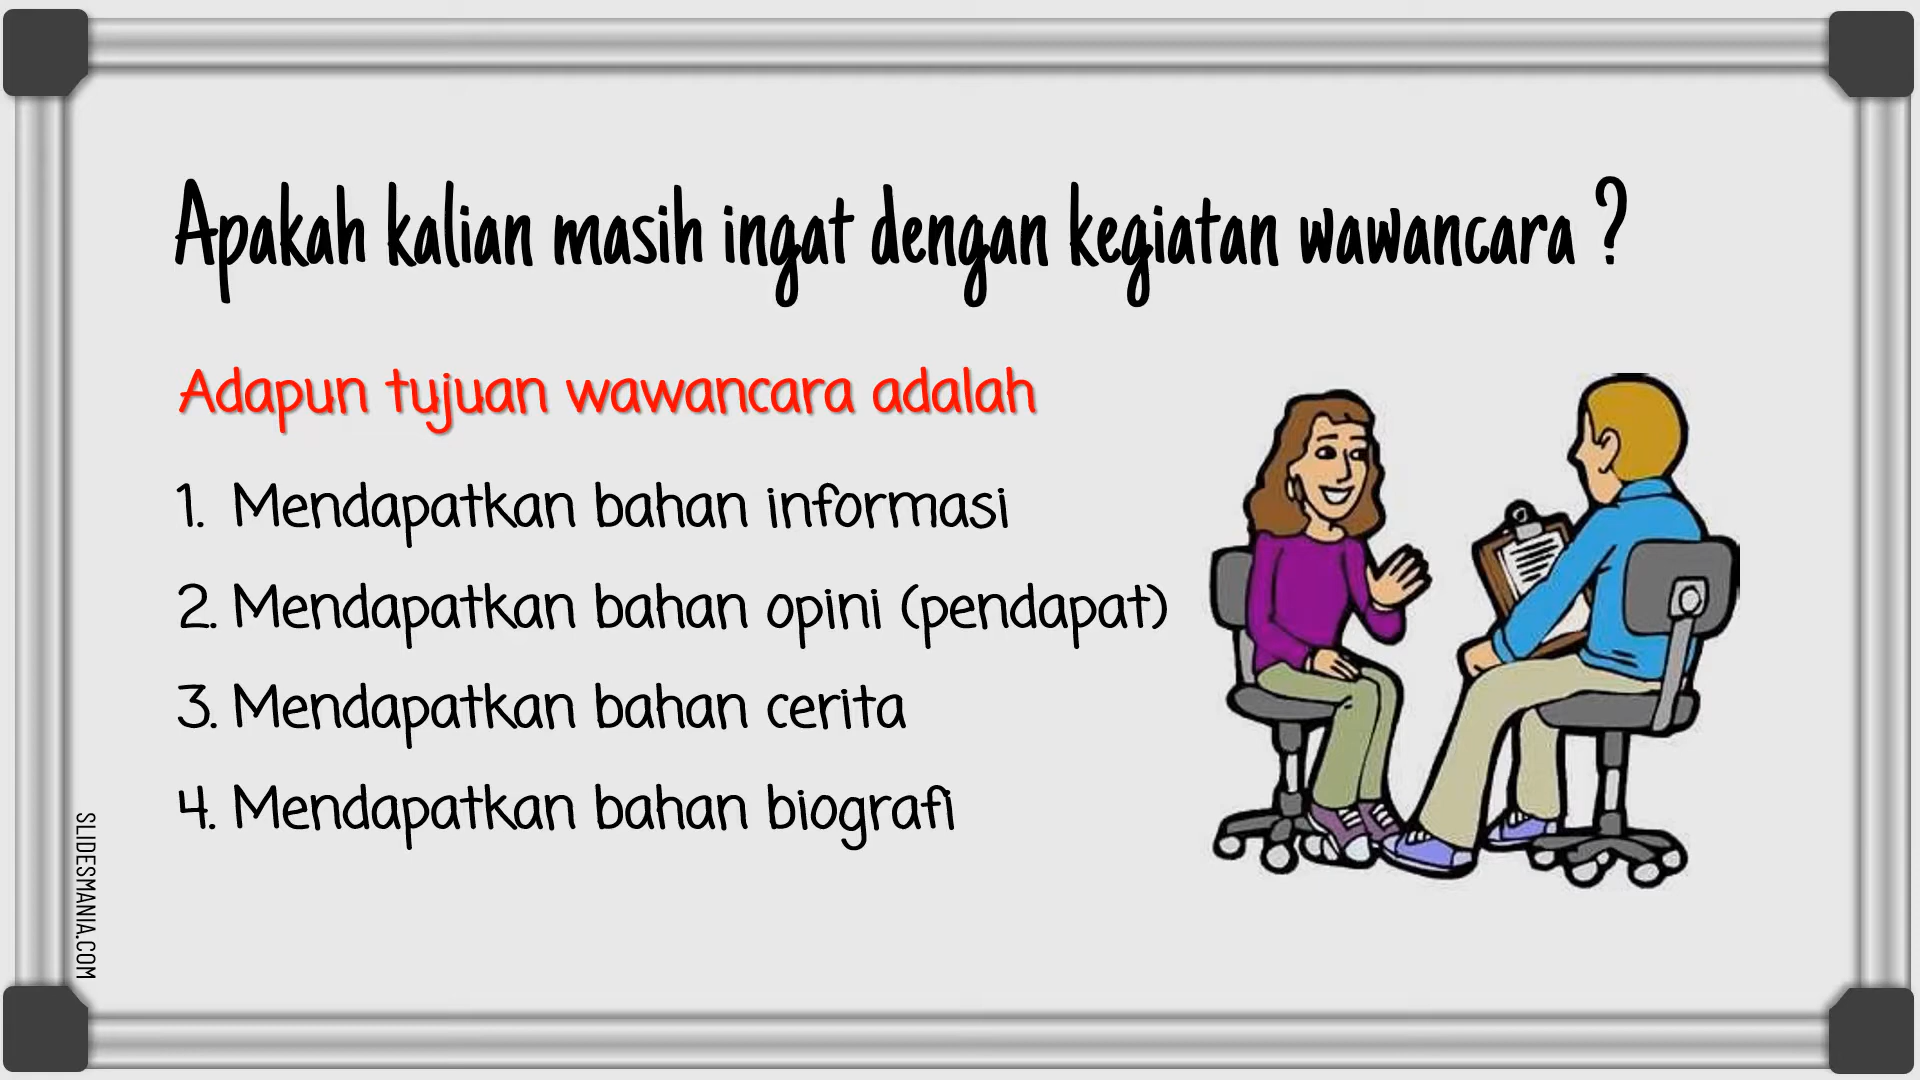 Apakah kalian masih ingat dengan kegiatan wawancara ?
Adapun tujuan wawancara adalah
1. Mendapatkan bahan informasi
2. Mendapatkan bahan opini (pendapat)
3. Mendapatkan bahan cerita
4. Mendapatkan bahan biografi
SLIDESMANIA.COM